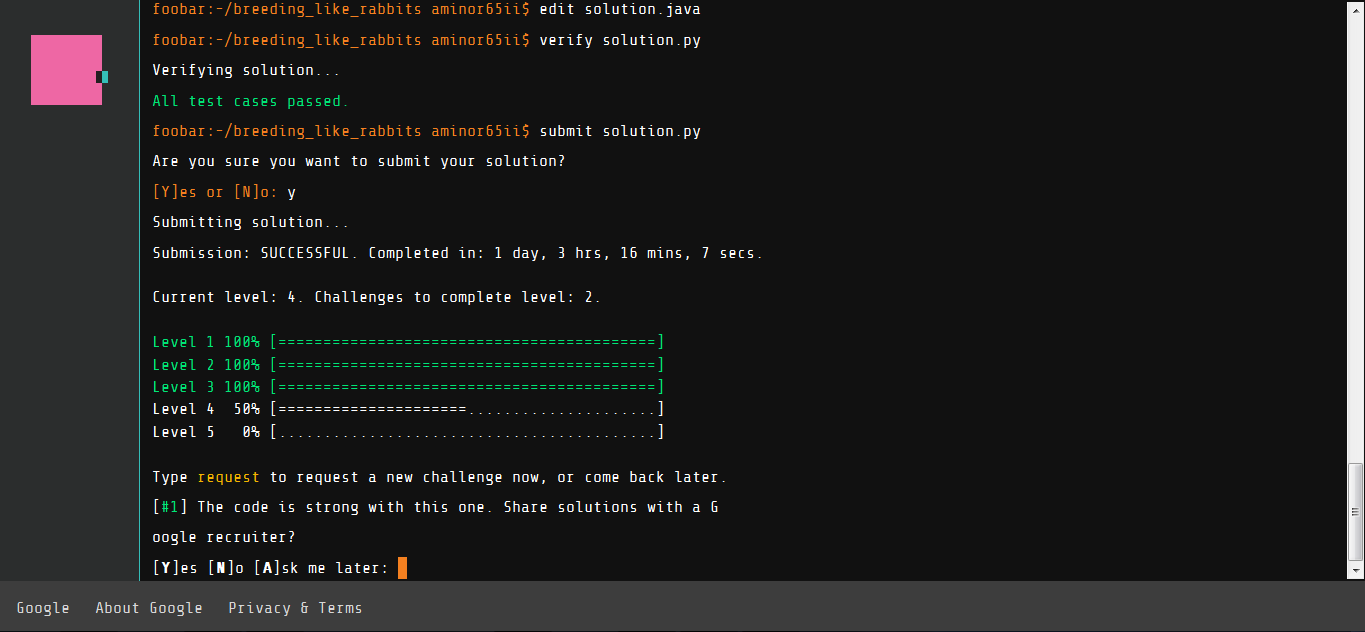 foobar:~/breeding_like_rabbits aminor65ii$ edit solution.java
foobar:~/breeding_like_rabbits aminor65ii$ verify solution.py
Verifying solution...
All test cases passed.
foobar:~/breeding_like_rabbits aminor65ii$ submit solution.py
Are you sure you want to submit your solution?
[Y]es or [N]o: y
Submitting solution...
Submission: SUCCESSFUL. Completed in: 1 day, 3 hrs, 16 mins, 7 secs.
Current level: 4. Challenges to complete level: 2.
Level 1 100% [==========================================]
Level 2 100% [==========================================]
Level 3 100% [==========================================]
Level 4  50% [=====================.....................]
Level 5   0% [..........................................]
Type request to request a new challenge now, or come back later.
[#1] The code is strong with this one. Share solutions with a G
oogle recruiter?
[Y]es [N]o [A]sk me later:
Google About Google Privacy & Terms